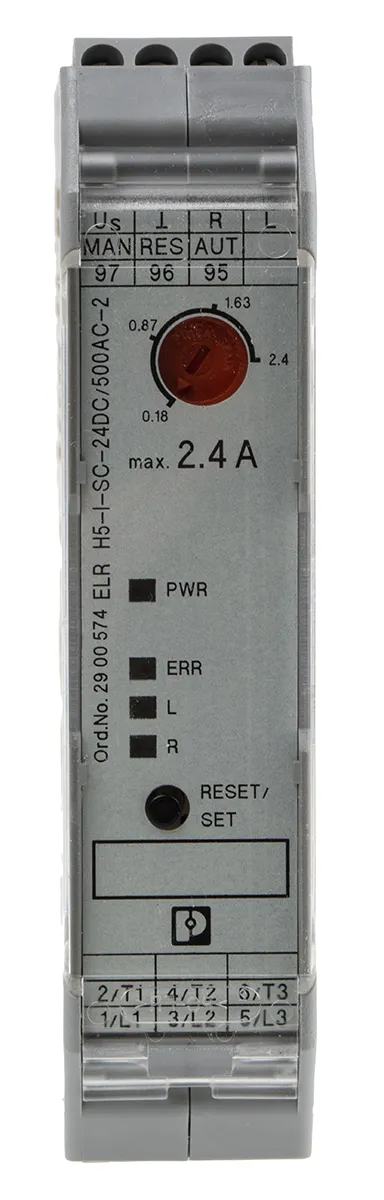 Us ⊥ R L
MAN RES AUT
97 96 95
Ord.No. 29 00 574 ELR H5-I-SC-24DC/500AC-2
1.63
0.87
2.4
0.18
max. 2.4 A
PWR
ERR
L
R
RESET/
SET
2/T1 4/T2 6/T3
1/L1 3/L2 5/L3